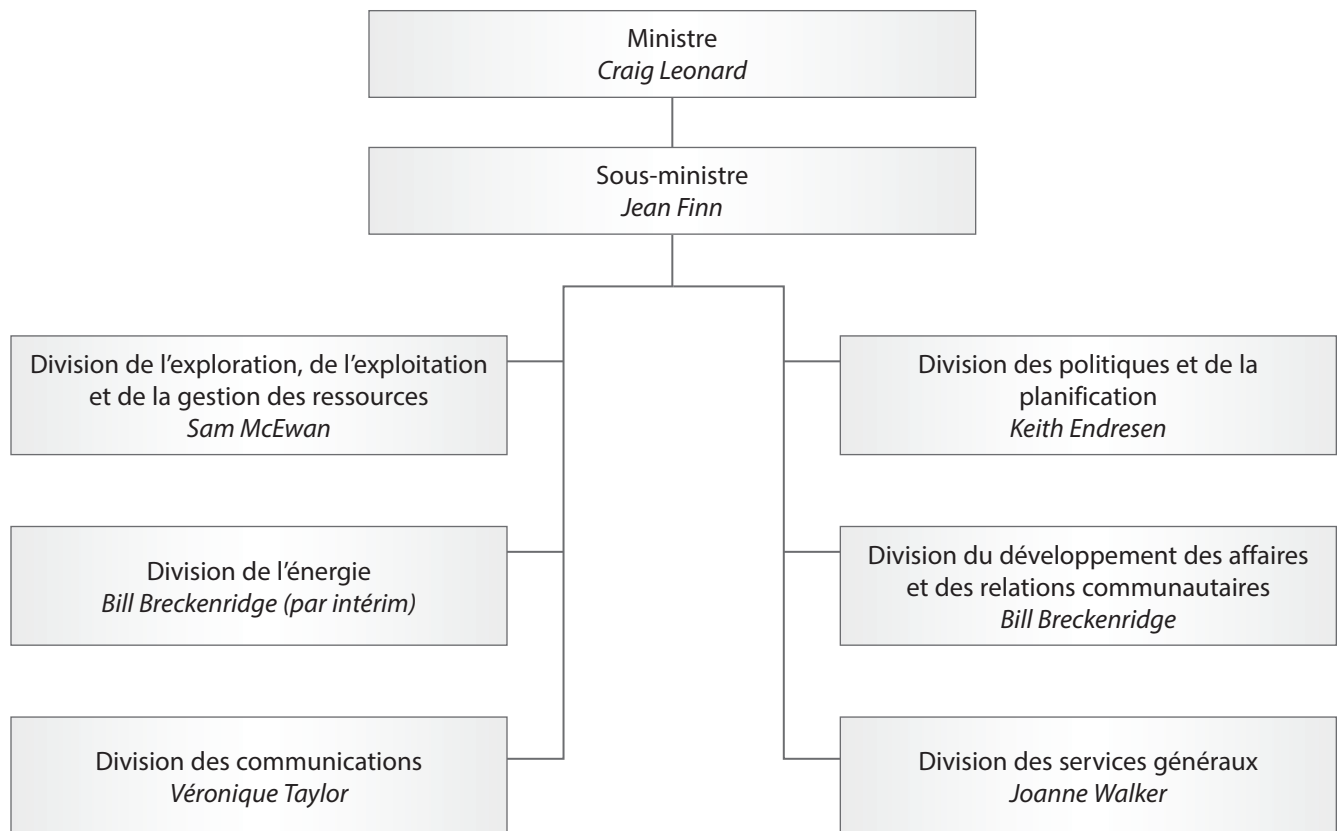 Ministre
Craig Leonard
Sous-ministre
Jean Finn
Division de l’exploration, de l’exploitation
et de la gestion des ressources
Sam McEwan
Division des politiques et de la
planification
Keith Endresen
Division de l’énergie
Bill Breckenridge (par intérim)
Division du développement des affaires
et des relations communautaires
Bill Breckenridge
Division des communications
Véronique Taylor
Division des services généraux
Joanne Walker